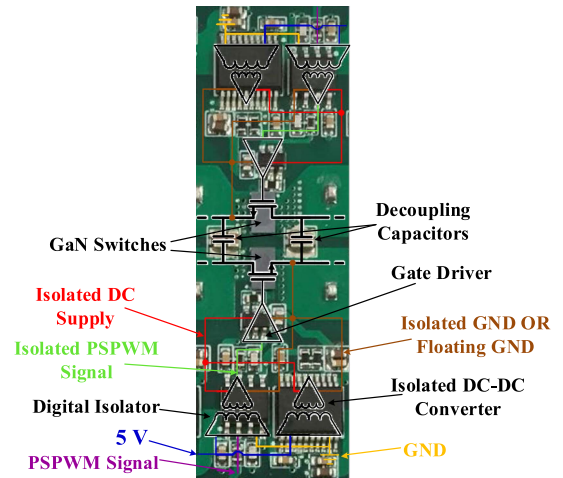 GaN Switches
Decoupling
Capacitors
Gate Driver
Isolated DC
Supply
Isolated GND OR
Floating GND
Isolated PSPWM
Signal
Isolated DC-DC
Converter
Digital Isolator
5 V
GND
PSPWM Signal